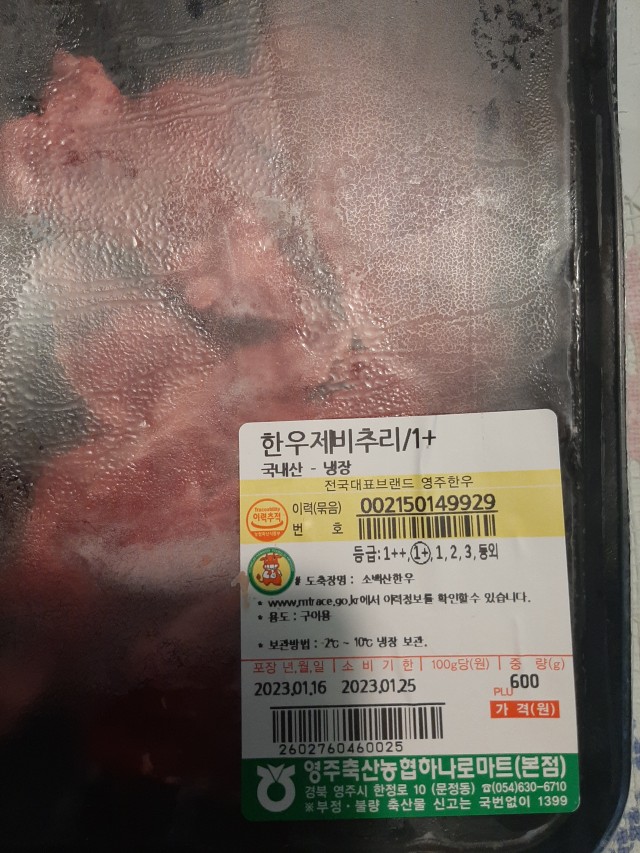 한우제비추리/1+
국내산 - 냉장
전국대표브랜드 영주한우
이력추적
이력(묶음) 번 호 002150149929
등급:1++, 1+, 1, 2, 3, 등외
# 도축장명 : 소백산한우
* www.mtrace.go.kr에서 이력정보를 확인할 수 있습니다.
* 용도 : 구이용
* 보관방법 : -2℃ ~ 10℃ 냉장 보관.
포장 년.월.일 소 비 기 한 100g당(원) 중 량(g)
2023.01.16 2023.01.25 600
PLU
가 격(원)
2602760460025
영주축산농협하나로마트(본점)
경북 영주시 한정로 10 (문정동) ☎(054)630-6710
※부정·불량 축산물 신고는 국번없이 1399